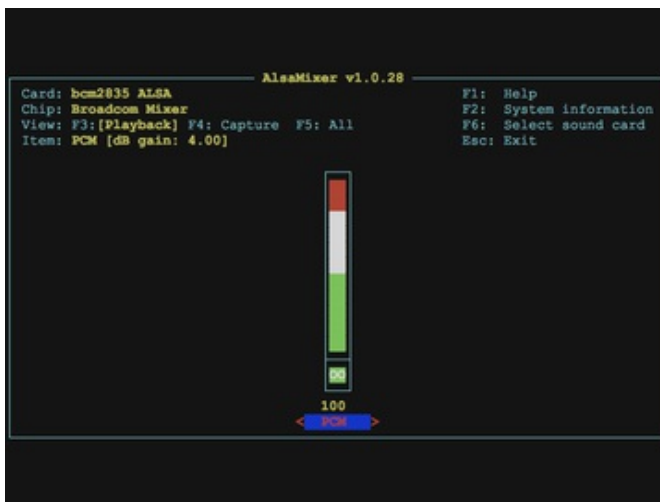 AlsaMixer v1.0.28
Card: bcm2835 ALSA F1: Help
Chip: Broadcom Mixer F2: System information
View: F3:[Playback] F4: Capture F5: All F6: Select sound card
Item: PCM [dB gain: 4.00] Esc: Exit
OO
100
< PCM >